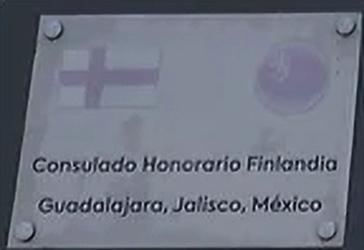 Consulado Honorario Finlandia
Guadalajara, Jalisco, México